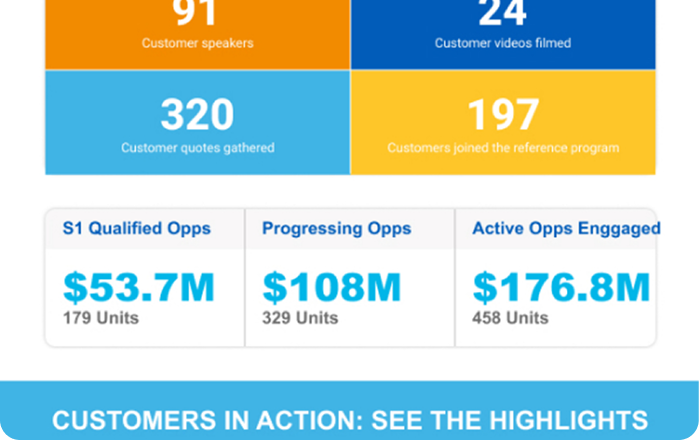 91
24
Customer speakers
Customer videos filmed
320
197
Customer quotes gathered
Customers joined the reference program
S1 Qualified Opps
Progressing Opps
Active Opps Enggaged
$53.7M
$108M
$176.8M
179 Units
329 Units
458 Units
CUSTOMERS IN ACTION: SEE THE HIGHLIGHTS